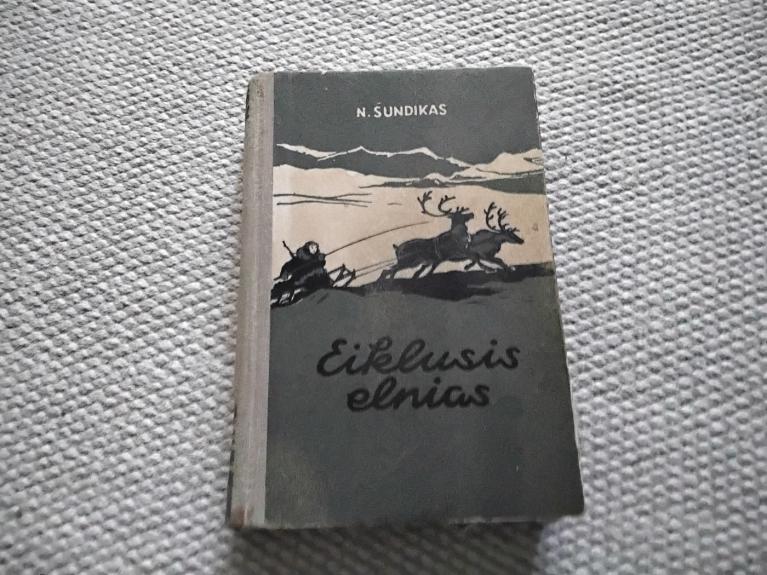 N. ŠUNDIKAS
Eiklusis
elnias